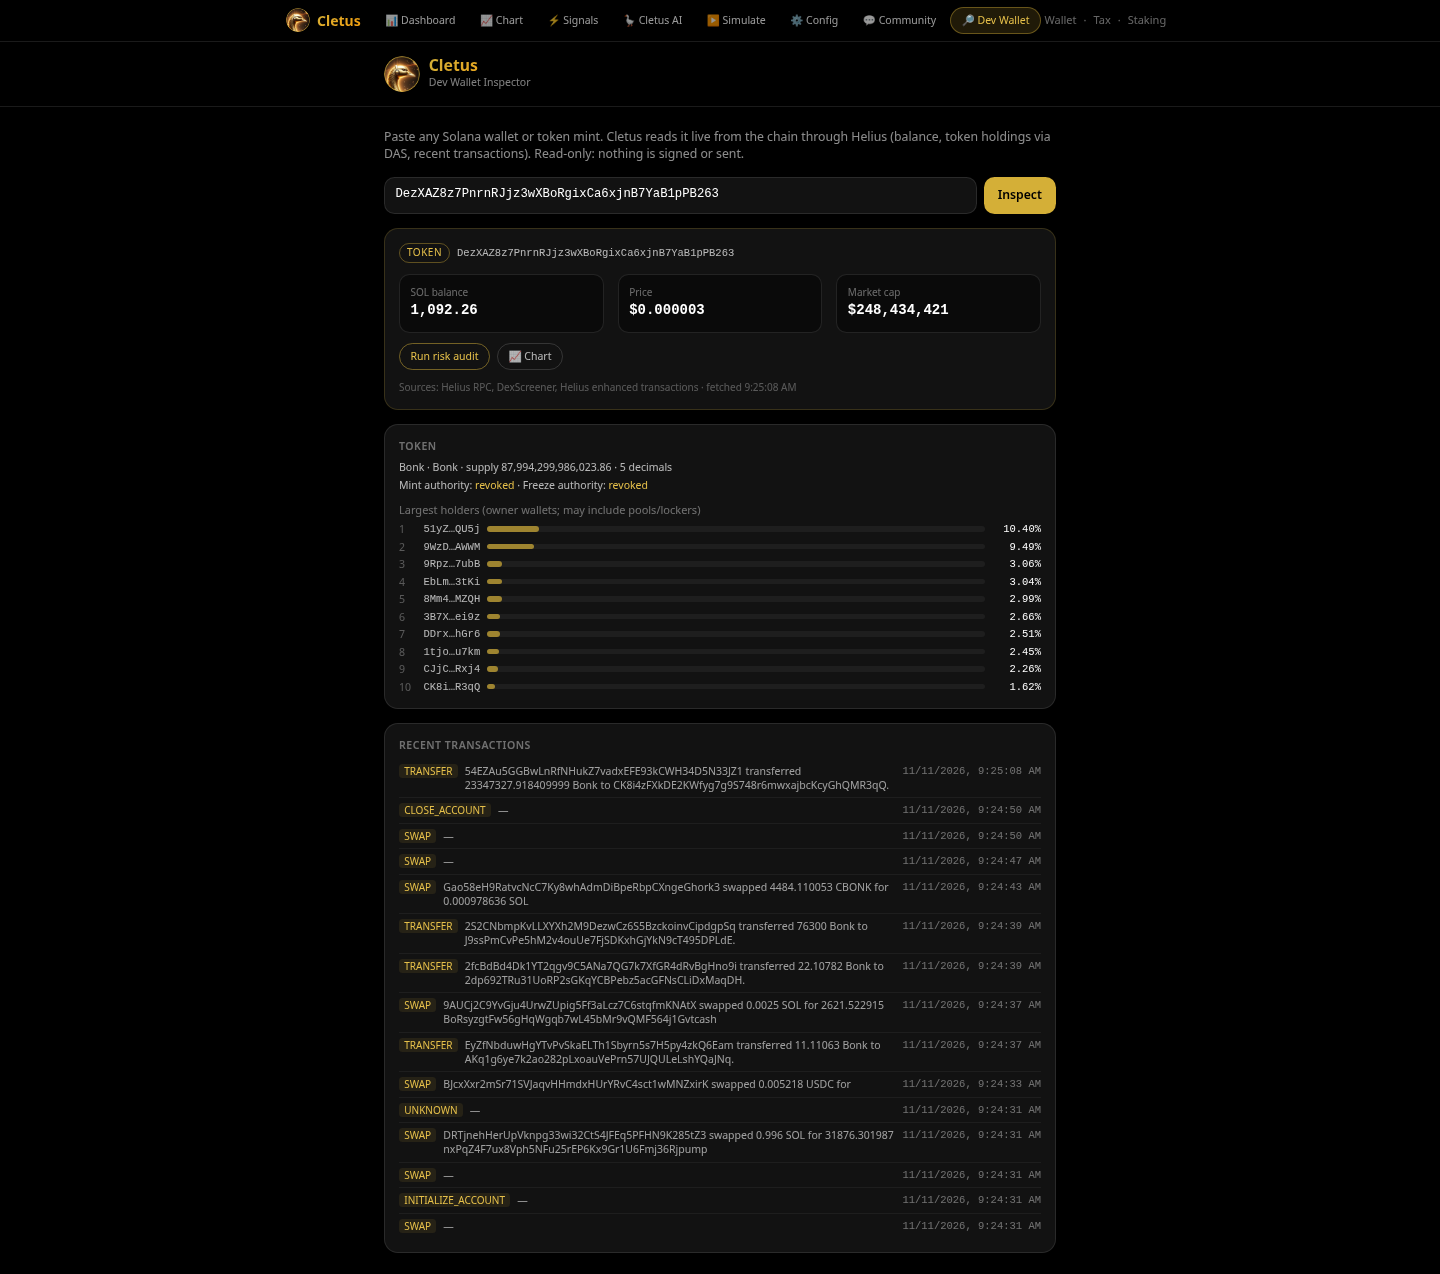 Cletus
📊 Dashboard
📈 Chart
⚡ Signals
🦆 Cletus AI
▶️ Simulate
⚙️ Config
💬 Community
🔎 Dev Wallet
Wallet · Tax · Staking
Cletus
Dev Wallet Inspector
Paste any Solana wallet or token mint. Cletus reads it live from the chain through Helius (balance, token holdings via
DAS, recent transactions). Read-only: nothing is signed or sent.
DezXAZ8z7PnrnRJjz3wXBoRgixCa6xjnB7YaB1pPB263
Inspect
TOKEN DezXAZ8z7PnrnRJjz3wXBoRgixCa6xjnB7YaB1pPB263
SOL balance
1,092.26
Price
$0.000003
Market cap
$248,434,421
Run risk audit
📈 Chart
Sources: Helius RPC, DexScreener, Helius enhanced transactions · fetched 9:25:08 AM
TOKEN
Bonk · Bonk · supply 87,994,299,986,023.86 · 5 decimals
Mint authority: revoked · Freeze authority: revoked
Largest holders (owner wallets; may include pools/lockers)
1 51yZ…QU5j 10.40%
2 9WzD…AWWM 9.49%
3 9Rpz…7ubB 3.06%
4 EbLm…3tKi 3.04%
5 8Mm4…MZQH 2.99%
6 3B7X…ei9z 2.66%
7 DDrx…hGr6 2.51%
8 1tjo…u7km 2.45%
9 CJjC…Rxj4 2.26%
10 CK8i…R3qQ 1.62%
RECENT TRANSACTIONS
TRANSFER 54EZAu5GGBwLnRfNHukZ7vadxEFE93kCWH34D5N33JZ1 transferred 11/11/2026, 9:25:08 AM
23347327.918409999 Bonk to CK8i4zFXkDE2KWfyg7g9S748r6mwxajbcKcyGhQMR3qQ.
CLOSE_ACCOUNT — 11/11/2026, 9:24:50 AM
SWAP — 11/11/2026, 9:24:50 AM
SWAP — 11/11/2026, 9:24:47 AM
SWAP Gao58eH9RatvcNcC7Ky8whAdmDiBpeRbpCXngeGhork3 swapped 4484.110053 CBONK for 11/11/2026, 9:24:43 AM
0.000978636 SOL
TRANSFER 2S2CNbmpKvLLXYXh2M9DezwCz6S5BzckoinvCipdgpSq transferred 76300 Bonk to 11/11/2026, 9:24:39 AM
J9ssPmCvPe5hM2v4ouUe7FjSDKxhGjYkN9cT495DPLdE.
TRANSFER 2fcBdBd4Dk1YT2qgv9C5ANa7QG7k7XfGR4dRvBgHno9i transferred 22.10782 Bonk to 11/11/2026, 9:24:39 AM
2dp692TRu31UoRP2sGKqYCBPebz5acGFNsCLiDxMaqDH.
SWAP 9AUCj2C9YvGju4UrwZUpig5Ff3aLcz7C6stqfmKNAtX swapped 0.0025 SOL for 2621.522915 11/11/2026, 9:24:37 AM
BoRsyzgtFw56gHqWgqb7wL45bMr9vQMF564j1Gvtcash
TRANSFER EyZfNbduwHgYTvPvSkaELTh1Sbyrn5s7H5py4zkQ6Eam transferred 11.11063 Bonk to 11/11/2026, 9:24:37 AM
AKq1g6ye7k2ao282pLxoauVePrn57UJQULeLshYQaJNq.
SWAP BJcxXxr2mSr71SVJaqvHHmdxHUrYRvC4sct1wMNZxirK swapped 0.005218 USDC for 11/11/2026, 9:24:33 AM
UNKNOWN — 11/11/2026, 9:24:31 AM
SWAP DRTjnehHerUpVknpg33wi32CtS4JFEq5PFHN9K285tZ3 swapped 0.996 SOL for 31876.301987 11/11/2026, 9:24:31 AM
nxPqZ4F7ux8Vph5NFu25rEP6Kx9Gr1U6Fmj36Rjpump
SWAP — 11/11/2026, 9:24:31 AM
INITIALIZE_ACCOUNT — 11/11/2026, 9:24:31 AM
SWAP — 11/11/2026, 9:24:31 AM